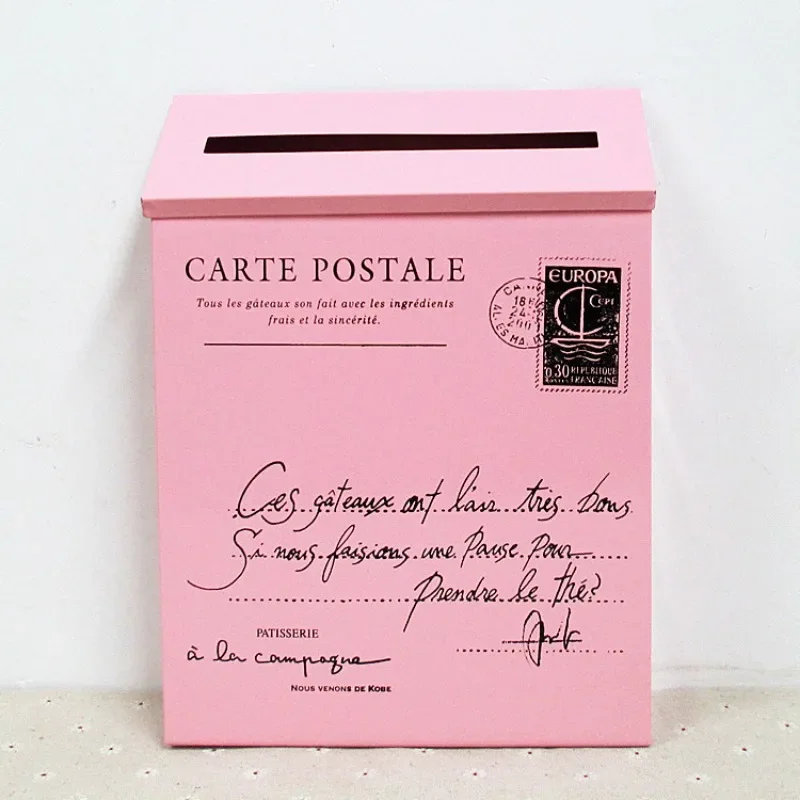 CARTE POSTALE
Tous les gâteaux son fait avec les ingrédients
frais et la sincérité.
EUROPA
CEPT
0.30 REPUBLIQUE
FRANCAISE
Ces gâteaux ont l'air très bons
Si nous faisions une Pause Pour
Prendre le thé?
PATISSERIE
à la campagne
NOUS VENONS DE KOBE